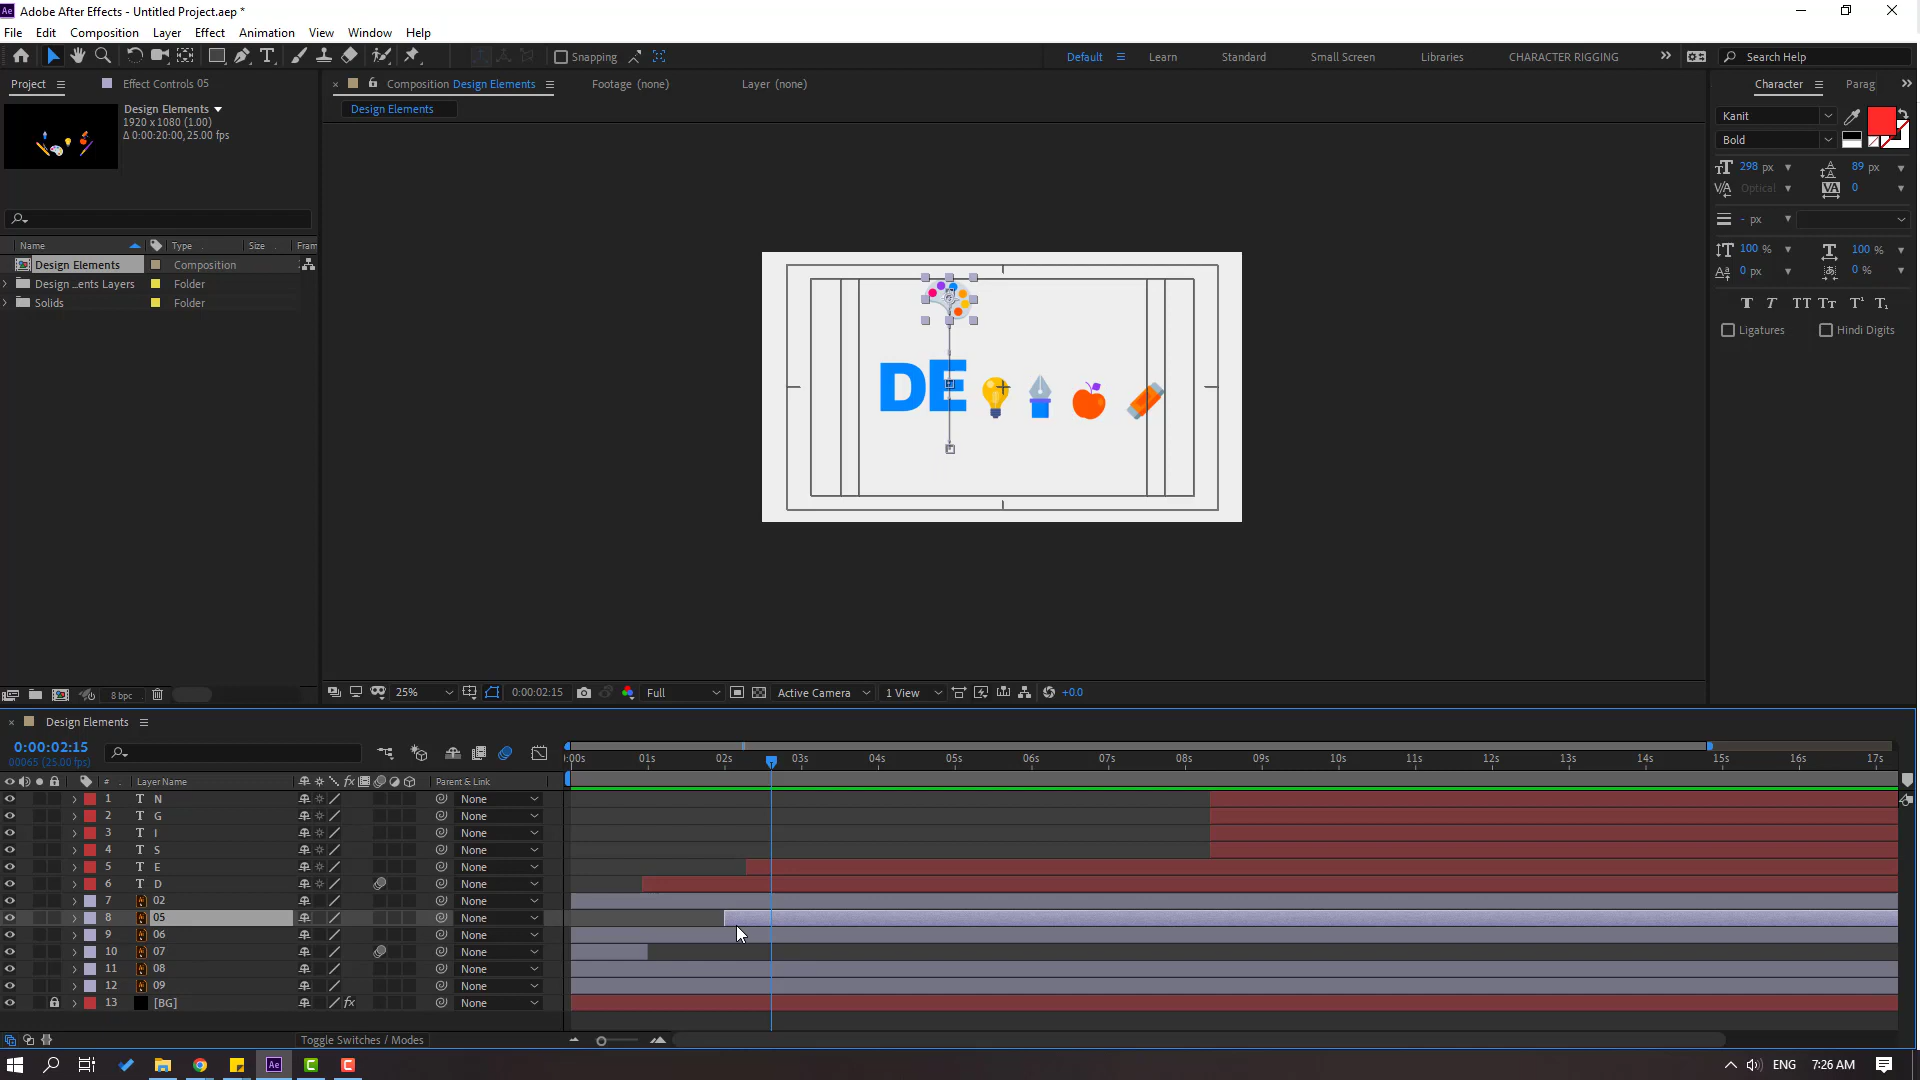 Adobe After Effects - Untitled Project.aep *
File Edit Composition Layer Effect Animation View Window Help
Snapping
Default Learn Standard Small Screen Libraries CHARACTER RIGGING Search Help
Project Effect Controls 05
Composition Design Elements Footage (none) Layer (none)
Character Parag
Design Elements
1920 x 1080 (1.00)
Δ 0:00:20:00, 25.00 fps
Design Elements
Kanit
Bold
298 px 89 px
Optical 0
- px
100 % 100 %
0 px 0 %
Ligatures Hindi Digits
Name Type Size Fram
Design Elements Composition
Design ...ents Layers Folder
Solids Folder
DE
8 bpc
25% 0:00:02:15 Full Active Camera 1 View +0.0
Design Elements
0:00:02:15
00065 (25.00 fps)
:00s 01s 02s 03s 04s 05s 06s 07s 08s 09s 10s 11s 12s 13s 14s 15s 16s 17s
# Layer Name Parent & Link
1 T N None
2 T G None
3 T I None
4 T S None
5 T E None
6 T D None
7 02 None
8 05 None
9 06 None
10 07 None
11 08 None
12 09 None
13 [BG] None
Toggle Switches / Modes
Ae ENG 7:26 AM